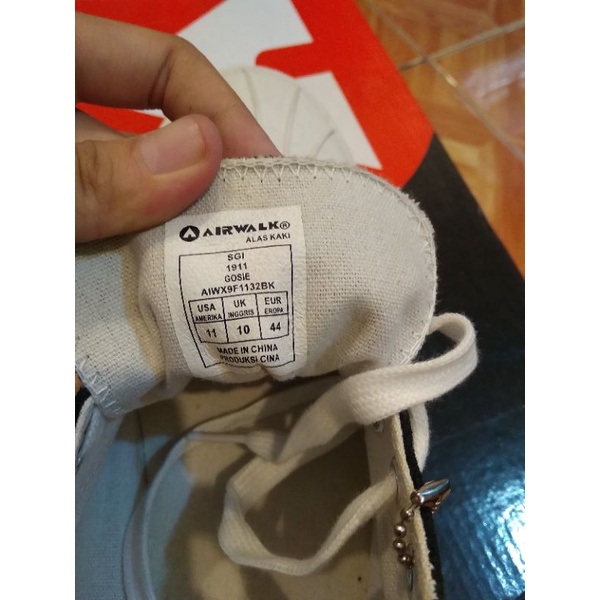 AIRWALK®
ALAS KAKI
SGI
1911
GOSIE
AIWX9F1132BK
USA UK EUR
AMERIKA INGGRIS EROPA
11 10 44
MADE IN CHINA
PRODUKSI CINA